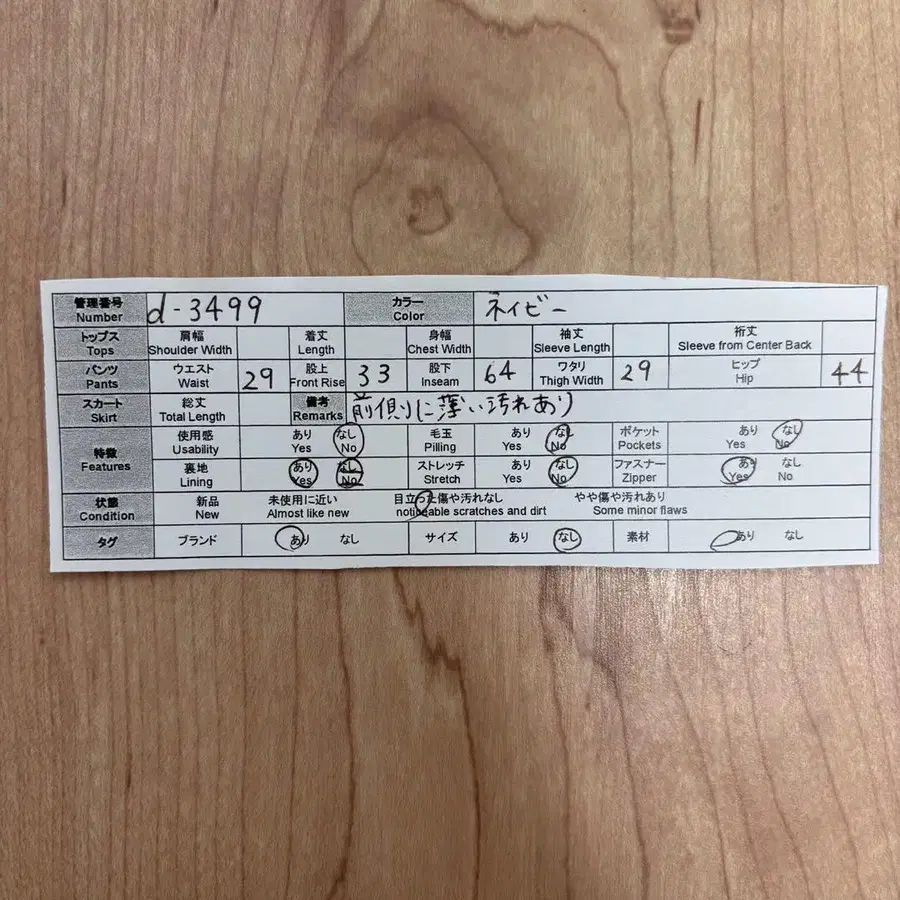 管理番号 d-3499 カラー ネイビー
Number Color
トップス 肩幅 着丈 身幅 袖丈 裄丈
Tops Shoulder Width Length Chest Width Sleeve Length Sleeve from Center Back
パンツ ウエスト 29 股上 33 股下 64 ワタリ 29 ヒップ 44
Pants Waist Front Rise Inseam Thigh Width Hip
スカート 総丈 備考 前側に薄い汚れあり
Skirt Total Length Remarks
特徴 使用感 あり なし 毛玉 あり なし ポケット あり なし
Features Usability Yes No Pilling Yes No Pockets Yes No
裏地 あり なし ストレッチ あり なし ファスナー あり なし
Lining Yes No Stretch Yes No Zipper Yes No
状態 新品 未使用に近い 目立った傷や汚れなし やや傷や汚れあり
Condition New Almost like new noticeable scratches and dirt Some minor flaws
タグ ブランド あり なし サイズ あり なし 素材 あり なし